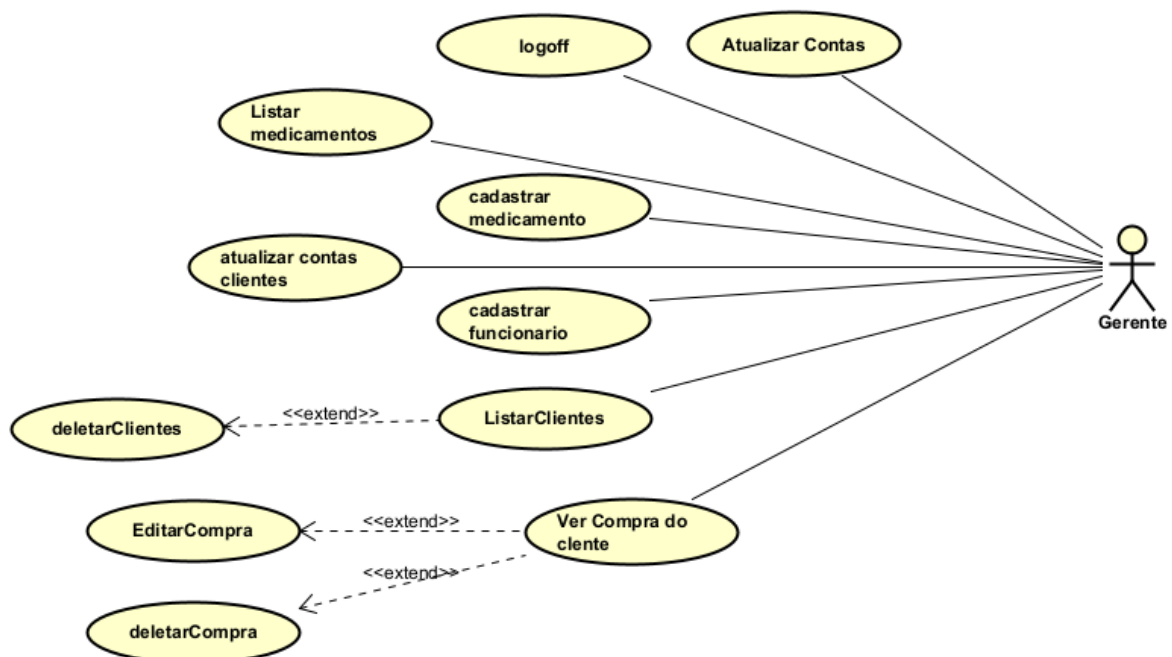 logoff
Atualizar Contas
Listar
medicamentos
cadastrar
medicamento
atualizar contas
clientes
Gerente
cadastrar
funcionario
<<extend>>
ListarClientes
deletarClientes
<<extend>>
Ver Compra do
clente
EditarCompra
<<extend>>
deletarCompra